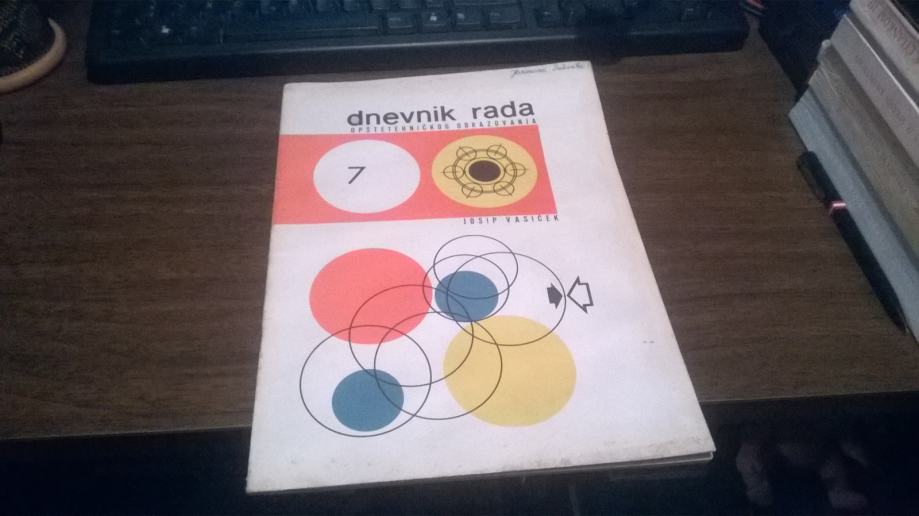 dnevnik rada
OPŠTETEHNIČKOG OBRAZOVANJA
7
JOSIP VASIČEK